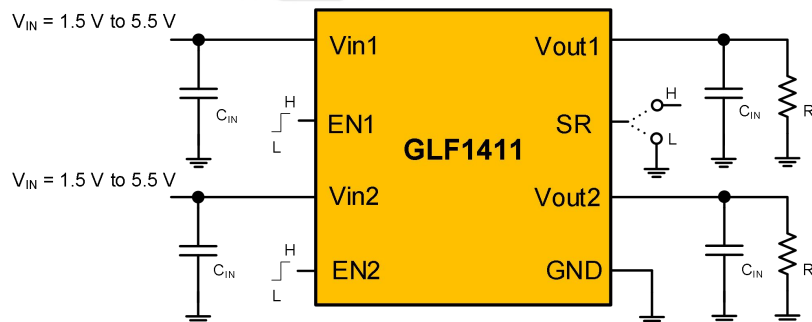 VIN = 1.5 V to 5.5 V
Vin1
Vout1
CIN
H
L
EN1
SR
H
L
CIN
R
GLF1411
VIN = 1.5 V to 5.5 V
Vin2
Vout2
CIN
H
L
EN2
GND
CIN
R